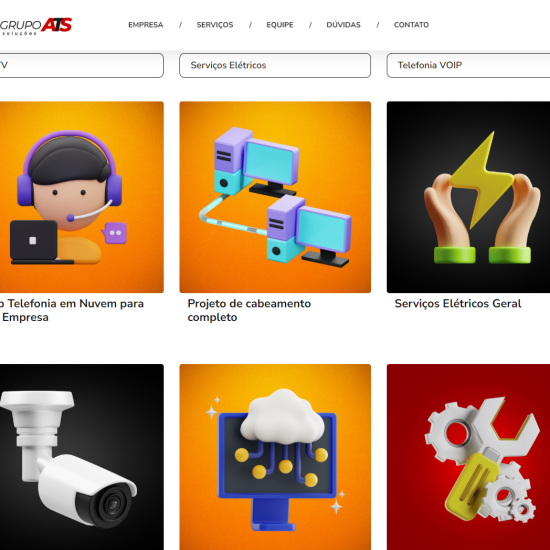 GRUPO ATS
soluções
EMPRESA / SERVIÇOS / EQUIPE / DÚVIDAS / CONTATO
TV
Serviços Elétricos
Telefonia VOIP
Telefonia em Nuvem para
Empresa
Projeto de cabeamento
completo
Serviços Elétricos Geral